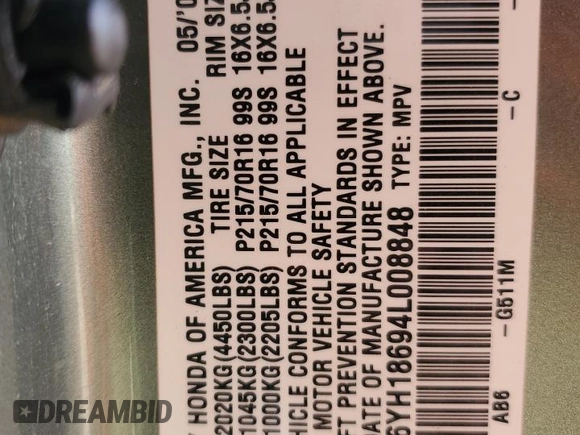 HONDA OF AMERICA MFG., INC. 05/'0
2020KG(4450LBS) TIRE SIZE RIM SIZ
1045KG(2300LBS) P215/70R16 99S 16X6.5
1000KG(2205LBS) P215/70R16 99S 16X6.5
HICLE CONFORMS TO ALL APPLICABLE
MOTOR VEHICLE SAFETY
FT PREVENTION STANDARDS IN EFFECT
ATE OF MANUFACTURE SHOWN ABOVE.
6YH18694L008848 TYPE: MPV
AB6 -G511M -C
DREAMBID